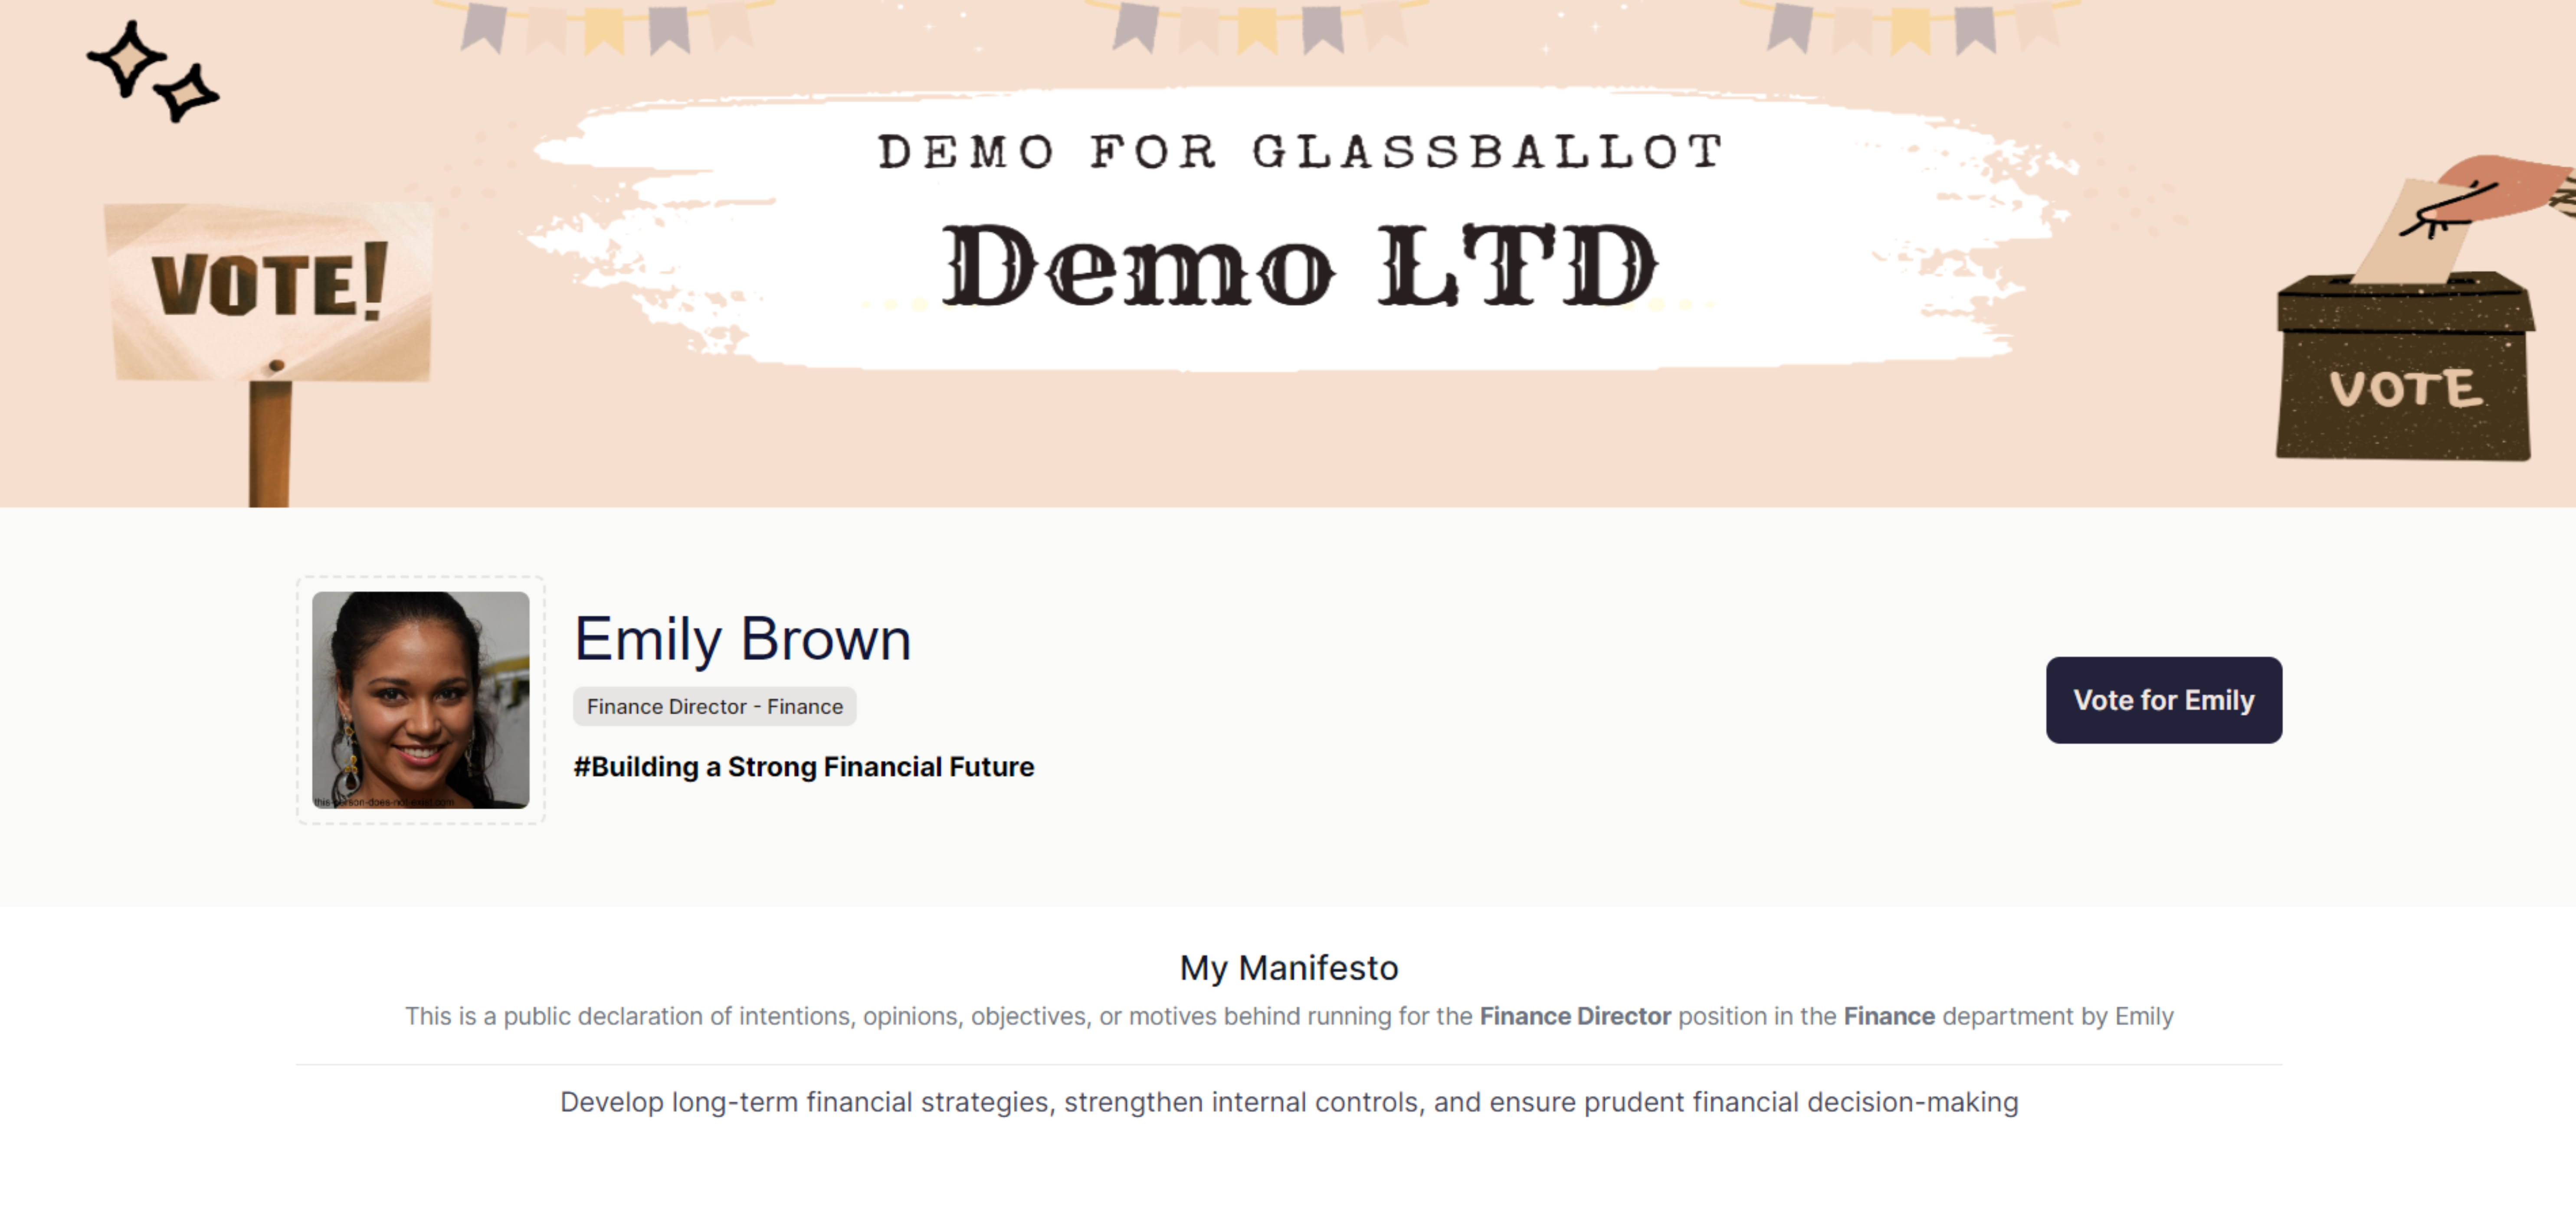 DEMO FOR GLASSBALLOT
Demo LTD
VOTE!
VOTE
Emily Brown
Finance Director - Finance
#Building a Strong Financial Future
Vote for Emily
this-person-does-not-exist.com
My Manifesto
This is a public declaration of intentions, opinions, objectives, or motives behind running for the Finance Director position in the Finance department by Emily
Develop long-term financial strategies, strengthen internal controls, and ensure prudent financial decision-making